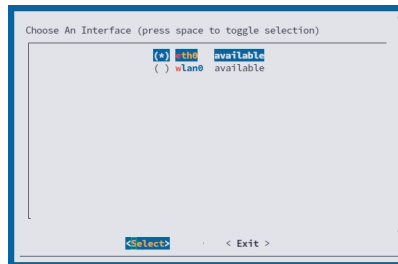 Choose An Interface (press space to toggle selection)
(*) eth0 available
( ) wlan0 available
<Select> < Exit >